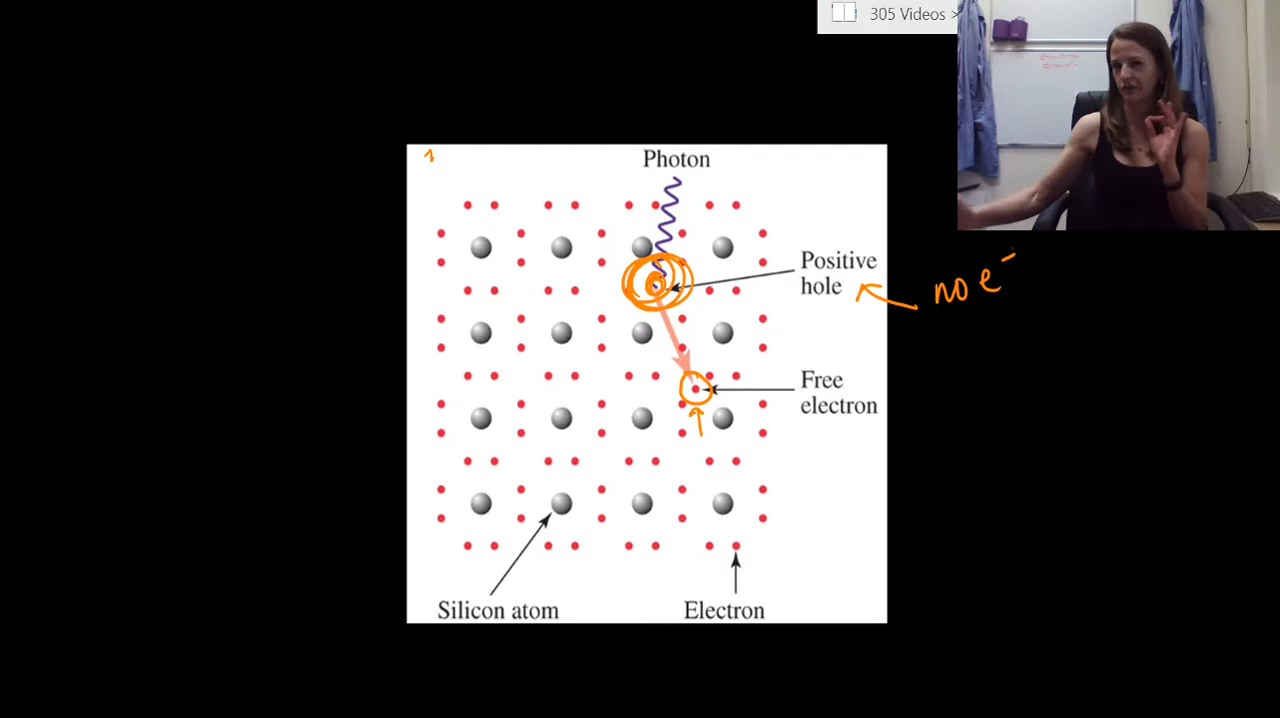 305 Videos >
Photon
Positive
hole
no e⁻
Free
electron
Silicon atom
Electron